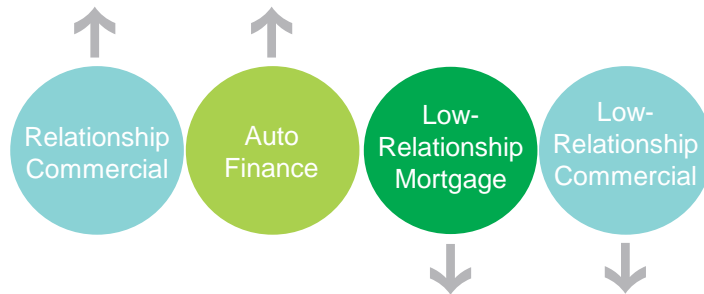 Relationship
Commercial
Auto
Finance
Low-
Relationship
Mortgage
Low-
Relationship
Commercial